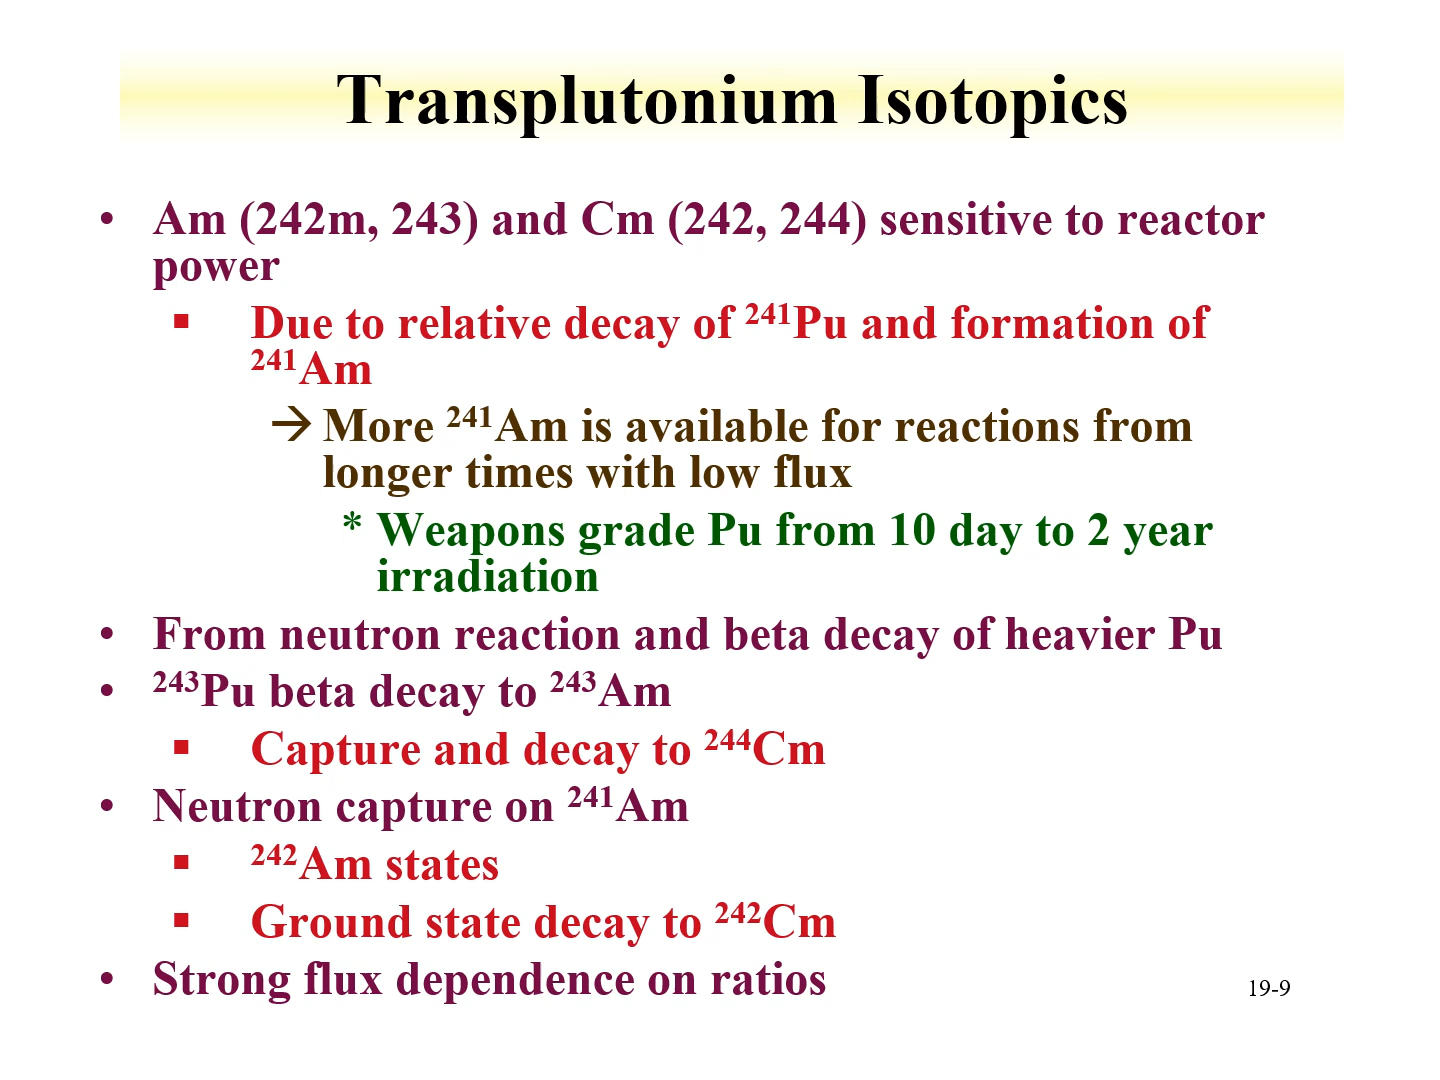 Transplutonium Isotopics
• Am (242m, 243) and Cm (242, 244) sensitive to reactor
power
▪ Due to relative decay of ²⁴¹Pu and formation of
²⁴¹Am
→ More ²⁴¹Am is available for reactions from
longer times with low flux
* Weapons grade Pu from 10 day to 2 year
irradiation
• From neutron reaction and beta decay of heavier Pu
• ²⁴³Pu beta decay to ²⁴³Am
▪ Capture and decay to ²⁴⁴Cm
• Neutron capture on ²⁴¹Am
▪ ²⁴²Am states
▪ Ground state decay to ²⁴²Cm
• Strong flux dependence on ratios
19-9